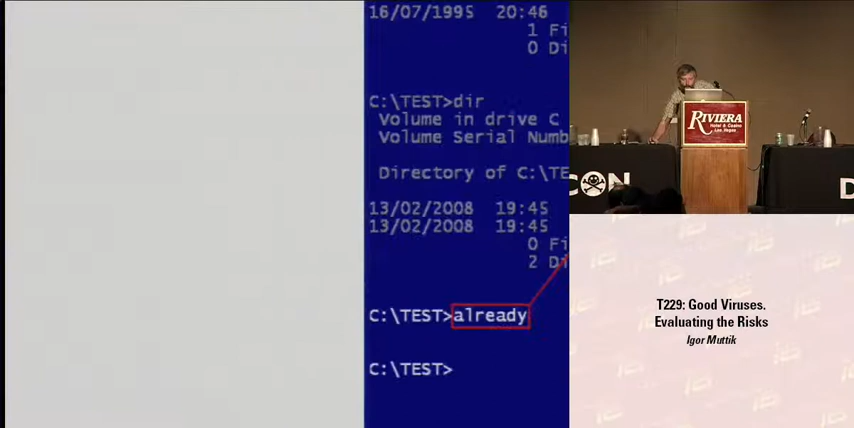 16/07/1995 20:46
1 Fi
0 Di
C:\TEST>dir
Volume in drive C
Volume Serial Numb
Directory of C:\TE
13/02/2008 19:45
13/02/2008 19:45
0 Fi
2 Di
C:\TEST>already
C:\TEST>
RIVIERA
Hotel & Casino
Las Vegas
CON
D
T229: Good Viruses.
Evaluating the Risks
Igor Muttik